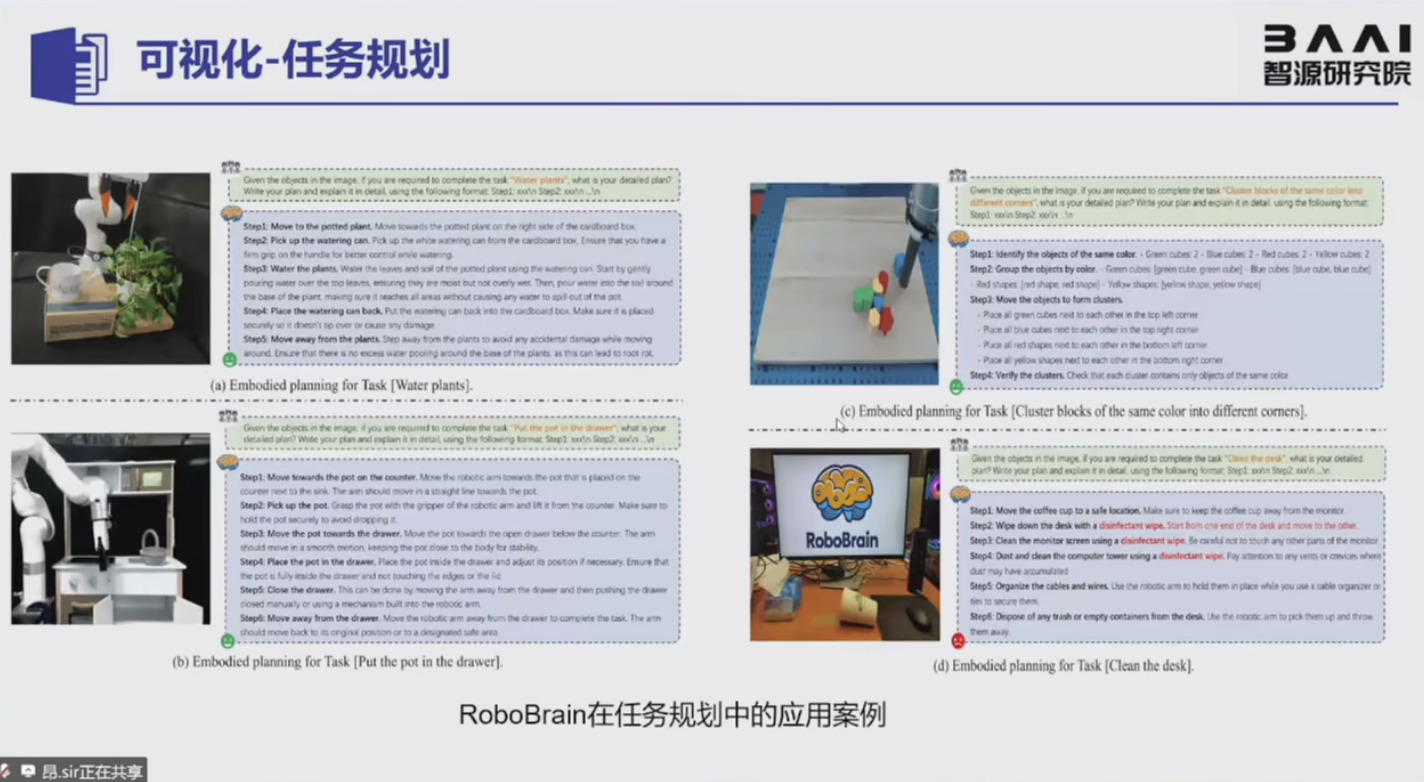 可视化-任务规划
BAAI
智源研究院
Given the objects in the image, if you are required to complete the task "Water plants", what is your detailed plan?
Write your plan and explain it in detail, using the following format: Step1: xxx\n Step2: xxx\n ...\n
Step1: Move to the potted plant. Move towards the potted plant on the right side of the cardboard box.
Step2: Pick up the watering can. Pick up the white watering can from the cardboard box. Ensure that you have a
firm grip on the handle for better control while watering.
Step3: Water the plants. Water the leaves and soil of the potted plant using the watering can. Start by gently
pouring water over the top leaves, ensuring they are moist but not overly wet. Then, pour water into the soil around
the base of the plant, making sure it reaches all areas without causing any water to spill out of the pot.
Step4: Place the watering can back. Put the watering can back into the cardboard box. Make sure it is placed
securely so it doesn't tip over or cause any damage.
Step5: Move away from the plants. Step away from the plants to avoid any accidental damage while moving
around. Ensure that there is no excess water pooling around the base of the plants, as this can lead to root rot.
(a) Embodied planning for Task [Water plants].
Given the objects in the image, if you are required to complete the task "Put the pot in the drawer", what is your
detailed plan? Write your plan and explain it in detail, using the following format: Step1: xxx\n Step2: xxx\n ...\n
Step1: Move towards the pot on the counter. Move the robotic arm towards the pot that is placed on the
counter next to the sink. The arm should move in a straight line towards the pot.
Step2: Pick up the pot. Grasp the pot with the gripper of the robotic arm and lift it from the counter. Make sure to
hold the pot securely to avoid dropping it.
Step3: Move the pot towards the drawer. Move the pot towards the open drawer below the counter. The arm
should move in a smooth motion, keeping the pot close to the body for stability.
Step4: Place the pot in the drawer. Place the pot inside the drawer and adjust its position if necessary. Ensure that
the pot is fully inside the drawer and not touching the edges or the lid.
Step5: Close the drawer. This can be done by moving the arm away from the drawer and then pushing the drawer
closed manually or using a mechanism built into the robotic arm.
Step6: Move away from the drawer. Move the robotic arm away from the drawer to complete the task. The arm
should move back to its original position or to a designated safe area.
(b) Embodied planning for Task [Put the pot in the drawer].
Given the objects in the image, if you are required to complete the task "Cluster blocks of the same color into
different corners", what is your detailed plan? Write your plan and explain it in detail. using the following format:
Step1: xxx\n Step2: xxx\n ...\n
Step1: Identify the objects of the same color. - Green cubes: 2 - Blue cubes: 2 - Red cubes: 2 - Yellow cubes: 2
Step2: Group the objects by color. - Green cubes: [green cube, green cube] - Blue cubes: [blue cube, blue cube]
- Red shapes: [red shape, red shape] - Yellow shapes: [yellow shape, yellow shape]
Step3: Move the objects to form clusters.
- Place all green cubes next to each other in the top left corner
- Place all blue cubes next to each other in the top right corner
- Place all red shapes next to each other in the bottom left corner
- Place all yellow shapes next to each other in the bottom right corner
Step4: Verify the clusters. Check that each cluster contains only objects of the same color
(c) Embodied planning for Task [Cluster blocks of the same color into different corners].
RoboBrain
Given the objects in the image, if you are required to complete the task "Clean the desk", what is your detailed
plan? Write your plan and explain it in detail, using the following format: Step1: xxx\n Step2: xxx\n ...\n
Step1: Move the coffee cup to a safe location. Make sure to keep the coffee cup away from the monitor.
Step2: Wipe down the desk with a disinfectant wipe. Start from one end of the desk and move to the other.
Step3: Clean the monitor screen using a disinfectant wipe. Be careful not to touch any other parts of the monitor
Step4: Dust and clean the computer tower using a disinfectant wipe. Pay attention to any vents or crevices where
dust may have accumulated
Step5: Organize the cables and wires. Use the robotic arm to hold them in place while you use a cable organizer or
ties to secure them.
Step6: Dispone of any trash or empty containers from the desk. Use the robotic arm to pick them up and throw
them away.
(d) Embodied planning for Task [Clean the desk].
RoboBrain在任务规划中的应用案例
昂.sir正在共享